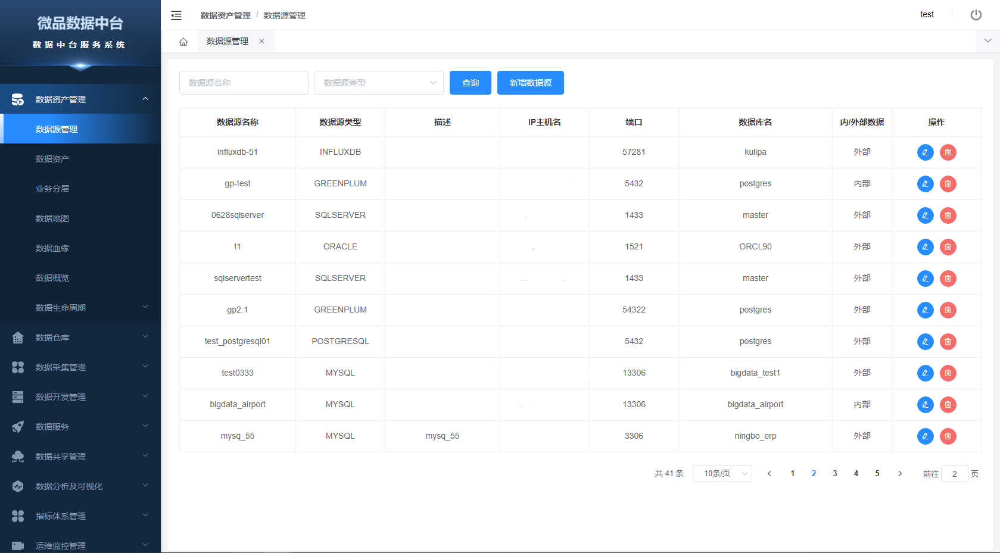 微品数据中台
数据中台服务系统
数据资产管理
数据源管理
数据资产
业务分层
数据地图
数据血缘
数据概览
数据生命周期
数据仓库
数据采集管理
数据开发管理
数据服务
数据共享管理
数据分析及可视化
指标体系管理
运维监控管理
数据资产管理 / 数据源管理
test
数据源管理 ×
数据源名称 数据源类型 查询 新增数据源
数据源名称 数据源类型 描述 IP主机名 端口 数据库名 内/外部数据 操作
influxdb-51 INFLUXDB 57281 kulipa 外部
gp-test GREENPLUM 5432 postgres 内部
0628sqlserver SQLSERVER 1433 master 外部
t1 ORACLE 1521 ORCL90 外部
sqlservertest SQLSERVER 1433 master 外部
gp2.1 GREENPLUM 54322 postgres 外部
test_postgresql01 POSTGRESQL 5432 postgres 外部
test0333 MYSQL 13306 bigdata_test1 外部
bigdata_airport MYSQL 13306 bigdata_airport 内部
mysq_55 MYSQL mysq_55 3306 ningbo_erp 外部
共 41 条 10条/页 1 2 3 4 5 前往 2 页